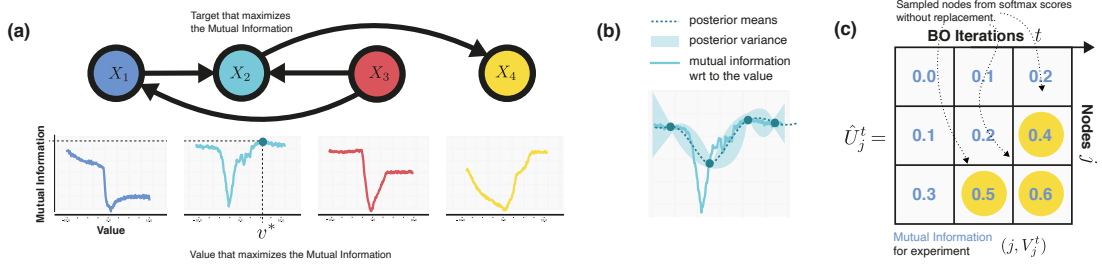 (a)
Target that maximizes
the Mutual Information
X1
X2
X3
X4
Mutual Information
Value
v*
Value that maximizes the Mutual Information
(b)
posterior means
posterior variance
mutual information
wrt to the value
Sampled nodes from softmax scores
without replacement.
(c)
BO Iterations t
0.0 0.1 0.2
0.1 0.2 0.4
0.3 0.5 0.6
Û_j^t =
Nodes j
Mutual Information
for experiment (j, V_j^t)